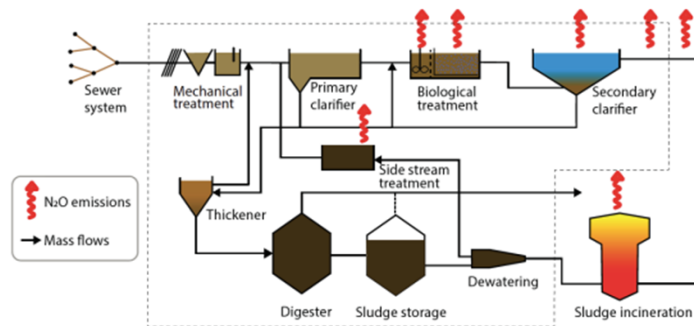 Sewer
system
Mechanical
treatment
Primary
clarifier
Biological
treatment
Secondary
clarifier
Side stream
treatment
N₂O emissions
Mass flows
Thickener
Digester
Sludge storage
Dewatering
Sludge incineration